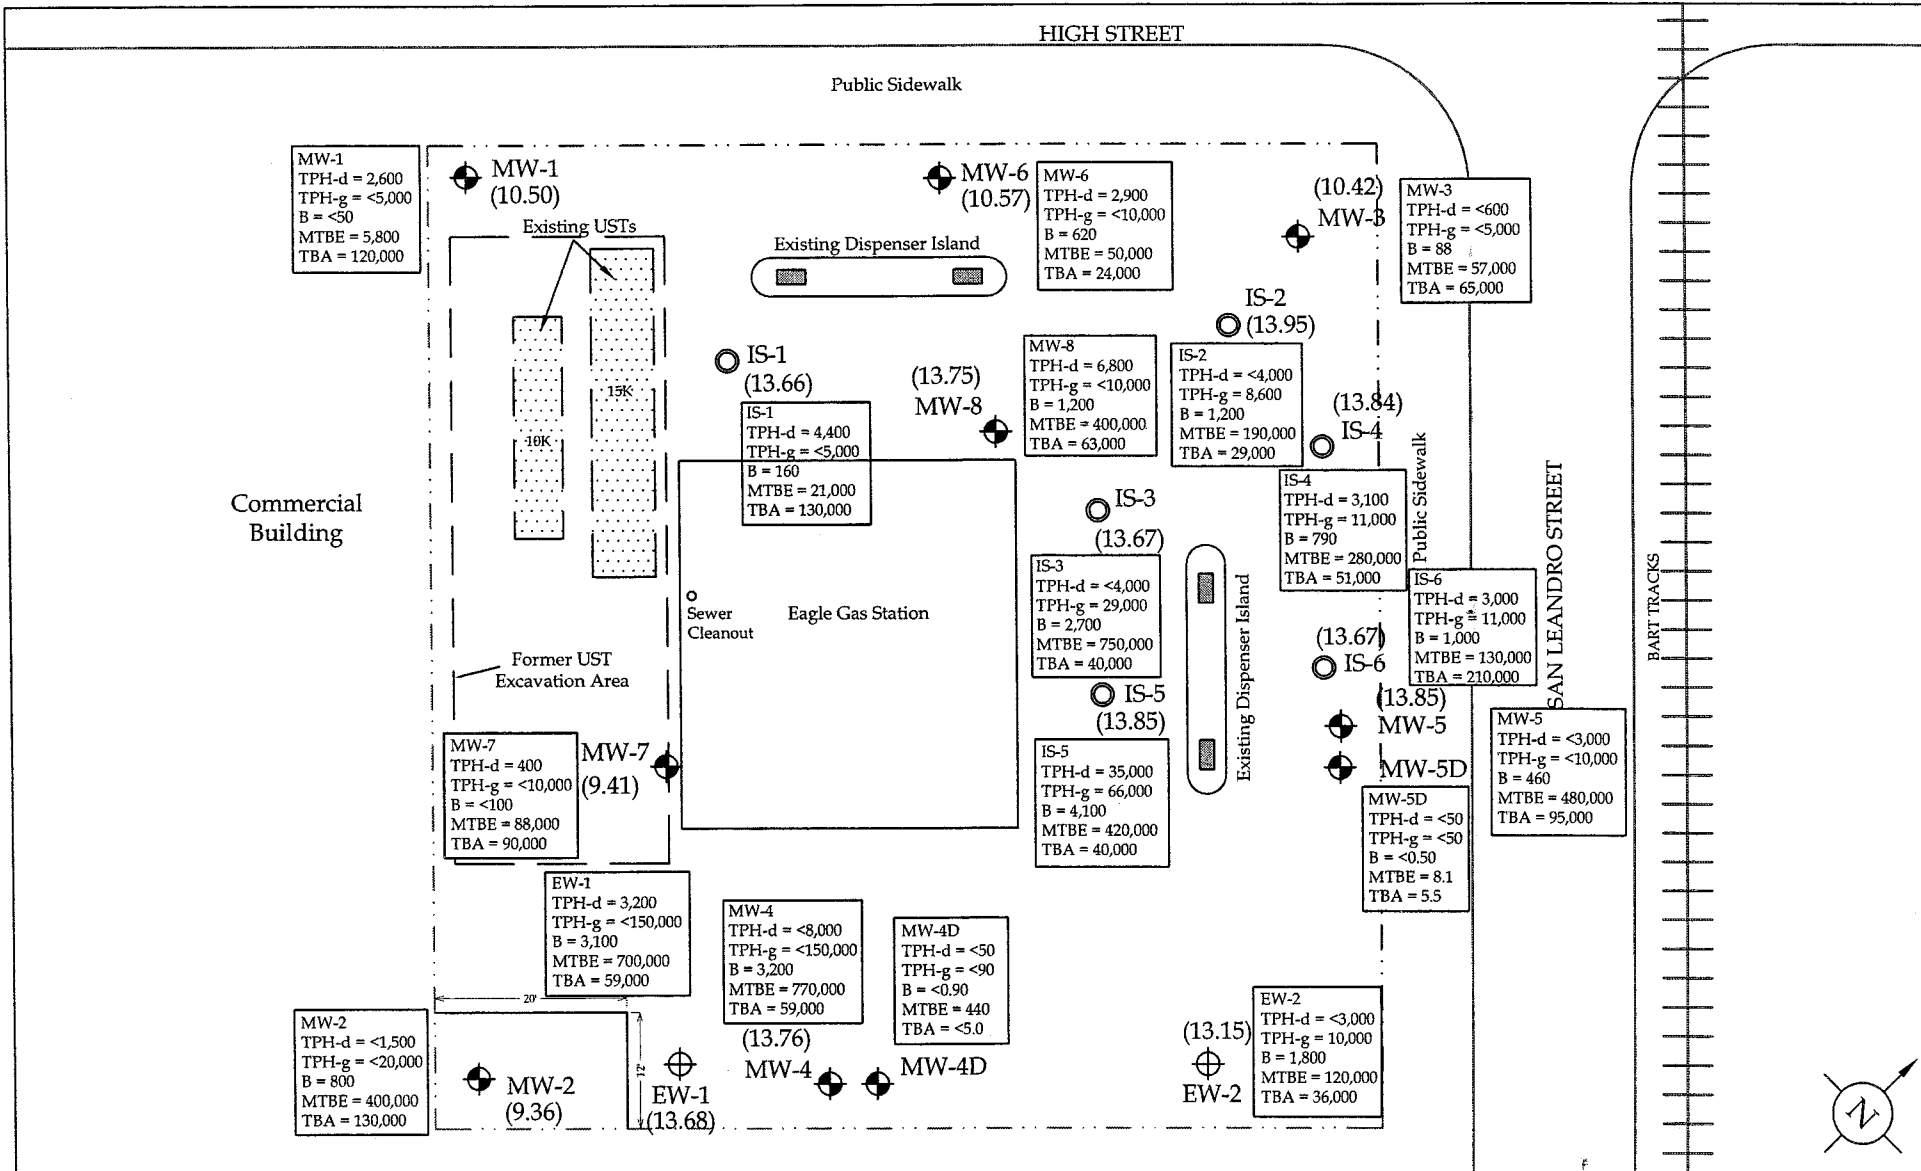 HIGH STREET
Public Sidewalk
MW-1
TPH-d = 2,600
TPH-g = <5,000
B = <50
MTBE = 5,800
TBA = 120,000
MW-1
(10.50)
MW-6
(10.57)
MW-6
TPH-d = 2,900
TPH-g = <10,000
B = 620
MTBE = 50,000
TBA = 24,000
(10.42)
MW-3
MW-3
TPH-d = <600
TPH-g = <5,000
B = 88
MTBE = 57,000
TBA = 65,000
Existing USTs
Existing Dispenser Island
IS-2
(13.95)
IS-1
(13.66)
(13.75)
MW-8
MW-8
TPH-d = 6,800
TPH-g = <10,000
B = 1,200
MTBE = 400,000
TBA = 63,000
IS-2
TPH-d = <4,000
TPH-g = 8,600
B = 1,200
MTBE = 190,000
TBA = 29,000
(13.84)
IS-4
15K
10K
IS-1
TPH-d = 4,400
TPH-g = <5,000
B = 160
MTBE = 21,000
TBA = 130,000
Commercial
Building
IS-3
(13.67)
IS-4
TPH-d = 3,100
TPH-g = 11,000
B = 790
MTBE = 280,000
TBA = 51,000
Public Sidewalk
SAN LEANDRO STREET
BART TRACKS
IS-3
TPH-d = <4,000
TPH-g = 29,000
B = 2,700
MTBE = 750,000
TBA = 40,000
IS-6
TPH-d = 3,000
TPH-g = 11,000
B = 1,000
MTBE = 130,000
TBA = 210,000
Sewer
Cleanout
Eagle Gas Station
Existing Dispenser Island
(13.67)
IS-6
Former UST
Excavation Area
IS-5
(13.85)
(13.85)
MW-5
MW-5D
MW-5
TPH-d = <3,000
TPH-g = <10,000
B = 460
MTBE = 480,000
TBA = 95,000
MW-7
TPH-d = 400
TPH-g = <10,000
B = <100
MTBE = 88,000
TBA = 90,000
MW-7
(9.41)
IS-5
TPH-d = 35,000
TPH-g = 66,000
B = 4,100
MTBE = 420,000
TBA = 40,000
MW-5D
TPH-d = <50
TPH-g = <50
B = <0.50
MTBE = 8.1
TBA = 5.5
EW-1
TPH-d = 3,200
TPH-g = <150,000
B = 3,100
MTBE = 700,000
TBA = 59,000
MW-4
TPH-d = <8,000
TPH-g = <150,000
B = 3,200
MTBE = 770,000
TBA = 59,000
MW-4D
TPH-d = <50
TPH-g = <90
B = <0.90
MTBE = 440
TBA = <5.0
20'
12'
MW-2
TPH-d = <1,500
TPH-g = <20,000
B = 800
MTBE = 400,000
TBA = 130,000
MW-2
(9.36)
EW-1
(13.68)
(13.76)
MW-4
MW-4D
(13.15)
EW-2
EW-2
TPH-d = <3,000
TPH-g = 10,000
B = 1,800
MTBE = 120,000
TBA = 36,000
N